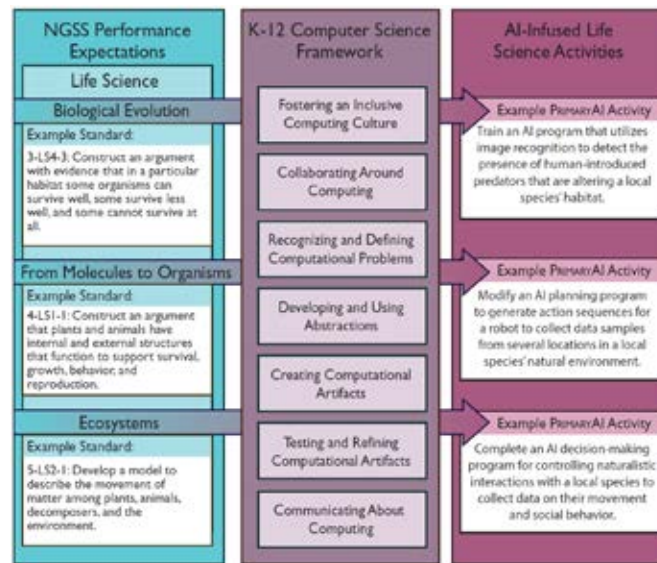 NGSS Performance
Expectations
Life Science
Biological Evolution
Example Standard:
3-LS4-3: Construct an argument
with evidence that in a particular
habitat some organisms can
survive well, some survive less
well, and some cannot survive at
all.
From Molecules to Organisms
Example Standard:
4-LS1-1: Construct an argument
that plants and animals have
internal and external structures
that function to support survival,
growth, behavior, and
reproduction.
Ecosystems
Example Standard:
5-LS2-1: Develop a model to
describe the movement of
matter among plants, animals,
decomposers, and the
environment.
K-12 Computer Science
Framework
Fostering an Inclusive
Computing Culture
Collaborating Around
Computing
Recognizing and Defining
Computational Problems
Developing and Using
Abstractions
Creating Computational
Artifacts
Testing and Refining
Computational Artifacts
Communicating About
Computing
AI-Infused Life
Science Activities
Example PRIMARYAI Activity
Train an AI program that utilizes
image recognition to detect the
presence of human-introduced
predators that are altering a local
species' habitat.
Example PRIMARYAI Activity
Modify an AI planning program
to generate action sequences for
a robot to collect data samples
from several locations in a local
species' natural environment.
Example PRIMARYAI Activity
Complete an AI decision-making
program for controlling naturalistic
interactions with a local species to
collect data on their movement
and social behavior.